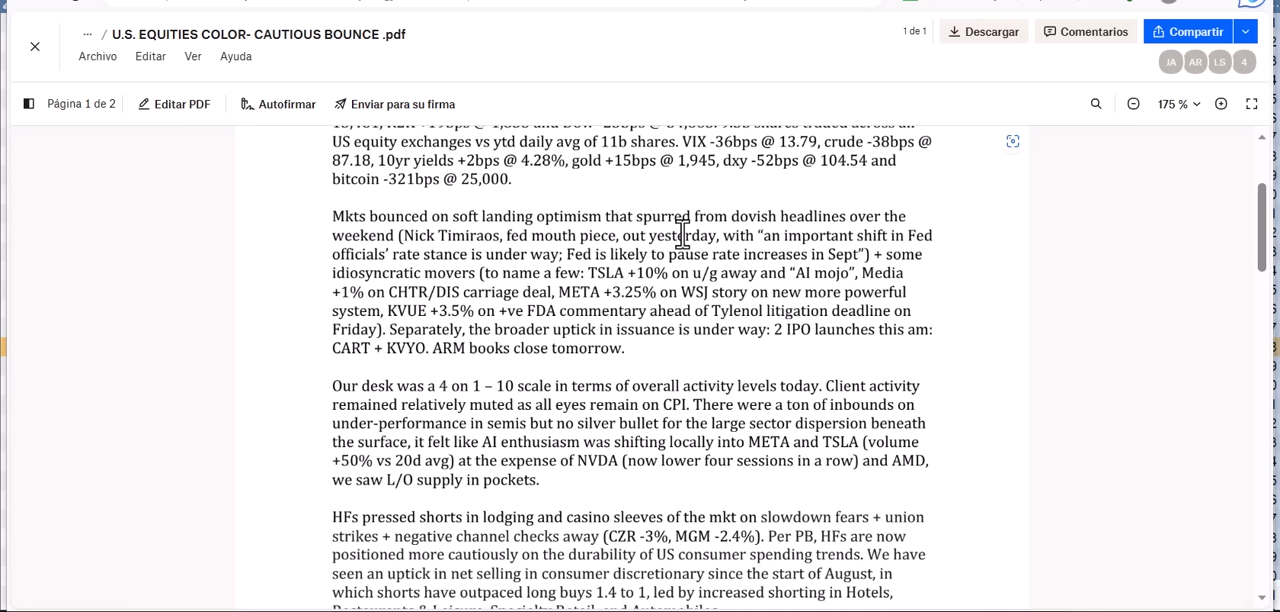 ... / U.S. EQUITIES COLOR- CAUTIOUS BOUNCE .pdf
1 de 1
Descargar
Comentarios
Compartir
Archivo Editar Ver Ayuda
JA AR LS 4
Página 1 de 2
Editar PDF
Autofirmar
Enviar para su firma
175 %
US equity exchanges vs ytd daily avg of 11b shares. VIX -36bps @ 13.79, crude -38bps @
87.18, 10yr yields +2bps @ 4.28%, gold +15bps @ 1,945, dxy -52bps @ 104.54 and
bitcoin -321bps @ 25,000.
Mkts bounced on soft landing optimism that spurred from dovish headlines over the
weekend (Nick Timiraos, fed mouth piece, out yesterday, with “an important shift in Fed
officials’ rate stance is under way; Fed is likely to pause rate increases in Sept”) + some
idiosyncratic movers (to name a few: TSLA +10% on u/g away and “AI mojo”, Media
+1% on CHTR/DIS carriage deal, META +3.25% on WSJ story on new more powerful
system, KVUE +3.5% on +ve FDA commentary ahead of Tylenol litigation deadline on
Friday). Separately, the broader uptick in issuance is under way: 2 IPO launches this am:
CART + KVYO. ARM books close tomorrow.
Our desk was a 4 on 1 – 10 scale in terms of overall activity levels today. Client activity
remained relatively muted as all eyes remain on CPI. There were a ton of inbounds on
under-performance in semis but no silver bullet for the large sector dispersion beneath
the surface, it felt like AI enthusiasm was shifting locally into META and TSLA (volume
+50% vs 20d avg) at the expense of NVDA (now lower four sessions in a row) and AMD,
we saw L/O supply in pockets.
HFs pressed shorts in lodging and casino sleeves of the mkt on slowdown fears + union
strikes + negative channel checks away (CZR -3%, MGM -2.4%). Per PB, HFs are now
positioned more cautiously on the durability of US consumer spending trends. We have
seen an uptick in net selling in consumer discretionary since the start of August, in
which shorts have outpaced long buys 1.4 to 1, led by increased shorting in Hotels,
Restaurants & Leisure, Specialty Retail, and Automobiles.